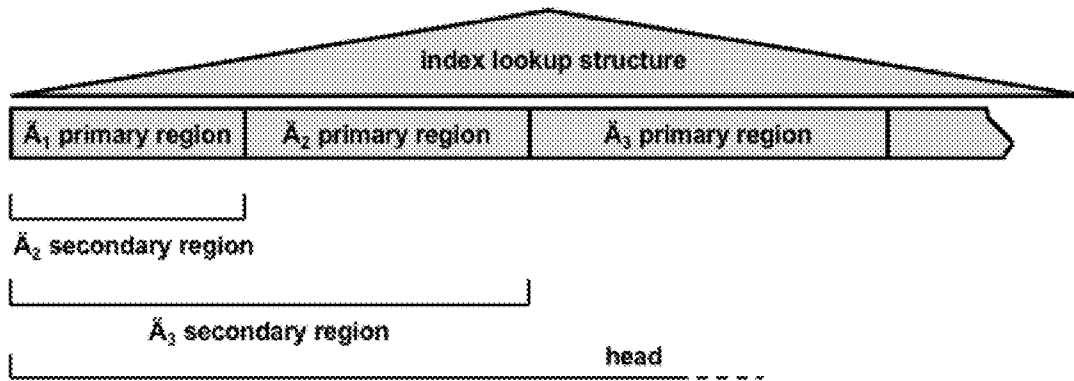 index lookup structure
Ä₁ primary region Ä₂ primary region Ä₃ primary region
Ä₂ secondary region
Ä₃ secondary region
head